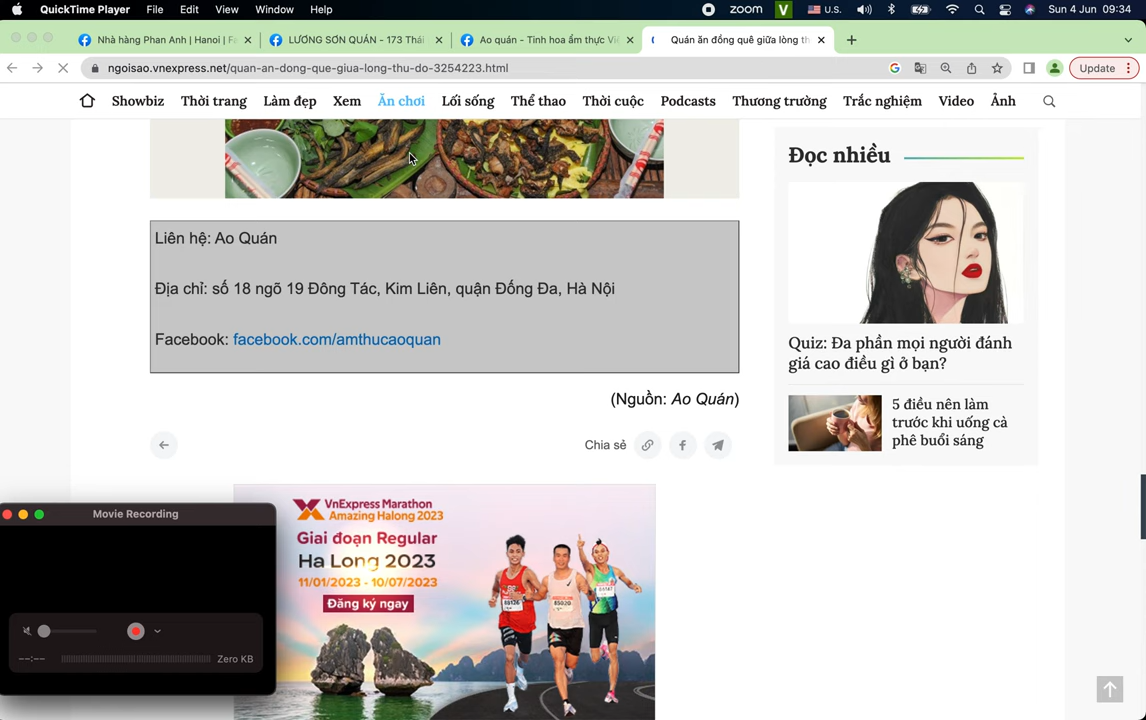 QuickTime Player File Edit View Window Help
zoom V U.S. Sun 4 Jun 09:34
Nhà hàng Phan Anh | Hanoi | Fa
LƯƠNG SƠN QUÁN - 173 Thái
Ao quán - Tinh hoa ẩm thực Việ
Quán ăn đồng quê giữa lòng th
ngoisao.vnexpress.net/quan-an-dong-que-giua-long-thu-do-3254223.html
Update
Showbiz Thời trang Làm đẹp Xem Ăn chơi Lối sống Thể thao Thời cuộc Podcasts Thương trường Trắc nghiệm Video Ảnh
Đọc nhiều
Liên hệ: Ao Quán
Địa chỉ: số 18 ngõ 19 Đông Tác, Kim Liên, quận Đống Đa, Hà Nội
Facebook: facebook.com/amthucaoquan
(Nguồn: Ao Quán)
Chia sẻ
Quiz: Đa phần mọi người đánh
giá cao điều gì ở bạn?
5 điều nên làm
trước khi uống cà
phê buổi sáng
Movie Recording
--:--
Zero KB
VnExpress Marathon
Amazing Halong 2023
Giai đoạn Regular
Ha Long 2023
11/01/2023 - 10/07/2023
Đăng ký ngay